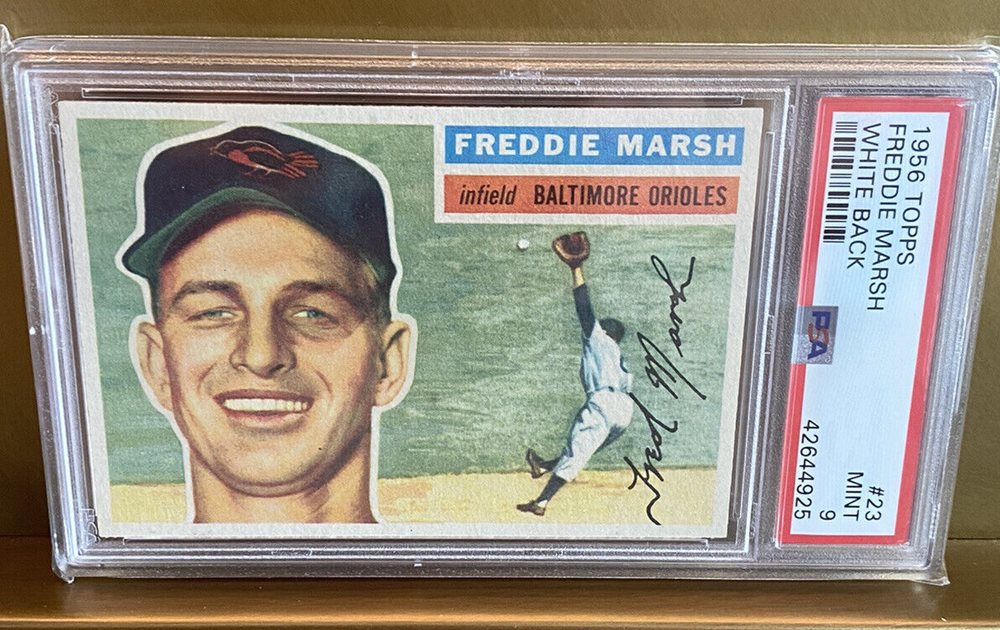 FREDDIE MARSH
infield BALTIMORE ORIOLES
1956 TOPPS
FREDDIE MARSH
WHITE BACK
PSA
#23
MINT
9
42644925